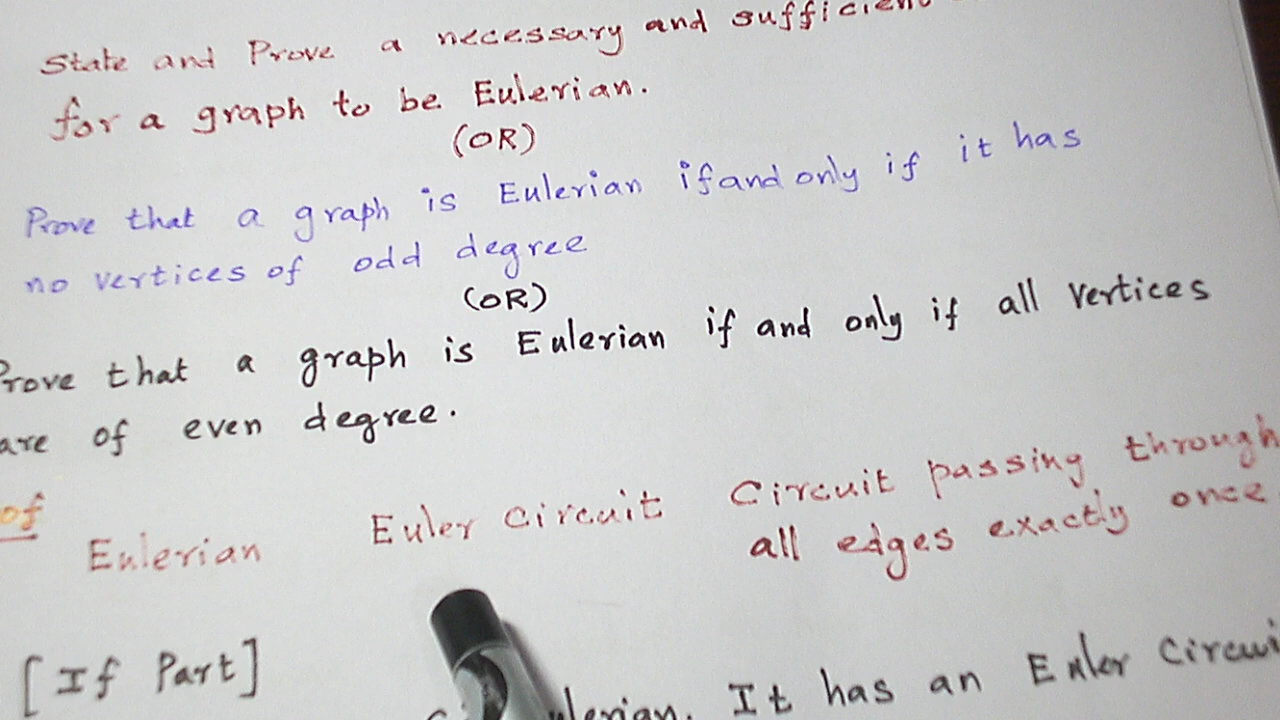 State and Prove a necessary and sufficient
for a graph to be Eulerian.
(OR)
Prove that a graph is Eulerian if and only if it has
no vertices of odd degree
(OR)
Prove that a graph is Eulerian if and only if all vertices
are of even degree.
of
Eulerian Euler circuit Circuit passing through
all edges exactly once
[If Part]
It has an Euler Circui